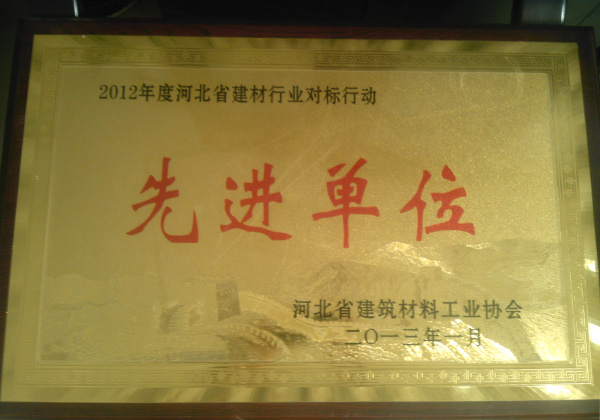 2012年度河北省建材行业对标行动
先进单位
河北省建筑材料工业协会
二〇一三年一月